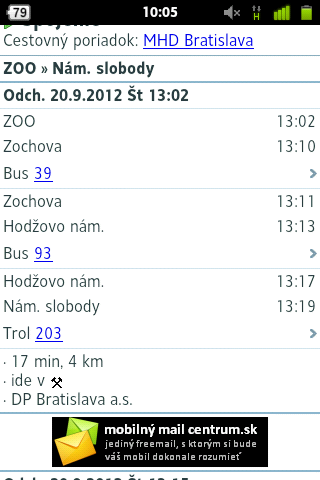 79 10:05 H
Cestovný poriadok: MHD Bratislava
ZOO » Nám. slobody
Odch. 20.9.2012 Št 13:02
ZOO 13:02
Zochova 13:10
Bus 39
Zochova 13:11
Hodžovo nám. 13:13
Bus 93
Hodžovo nám. 13:17
Nám. slobody 13:19
Trol 203
· 17 min, 4 km
· ide v ⚒
· DP Bratislava a.s.
mobilný mail centrum.sk
jediný freemail, s ktorým si bude
váš mobil dokonale rozumieť